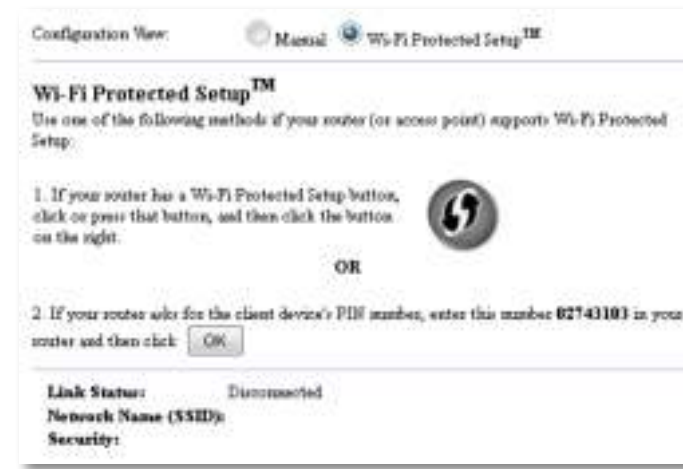 Configuration View: Manual Wi-Fi Protected Setup™
Wi-Fi Protected Setup™
Use one of the following methods if your router (or access point) supports Wi-Fi Protected
Setup:
1. If your router has a Wi-Fi Protected Setup button,
click or press that button, and then click the button
on the right.
OR
2. If your router asks for the client device's PIN number, enter this number 02743103 in your
router and then click OK
Link Status: Disconnected
Network Name (SSID):
Security: